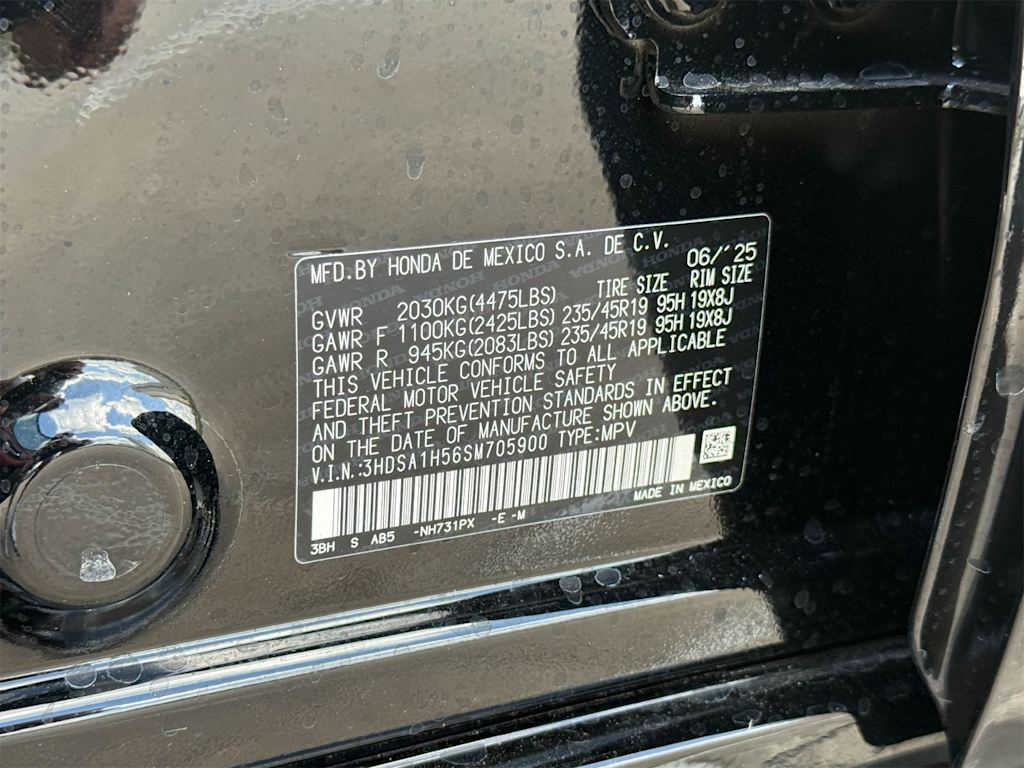 MFD.BY HONDA DE MEXICO S.A. DE C.V. 06/'25
TIRE SIZE RIM SIZE
GVWR 2030KG(4475LBS)
GAWR F 1100KG(2425LBS) 235/45R19 95H 19X8J
GAWR R 945KG(2083LBS) 235/45R19 95H 19X8J
THIS VEHICLE CONFORMS TO ALL APPLICABLE
FEDERAL MOTOR VEHICLE SAFETY
AND THEFT PREVENTION STANDARDS IN EFFECT
ON THE DATE OF MANUFACTURE SHOWN ABOVE.
V.I.N.:3HDSA1H56SM705900 TYPE:MPV
MADE IN MEXICO
3BH S AB5 -NH731PX -E -M